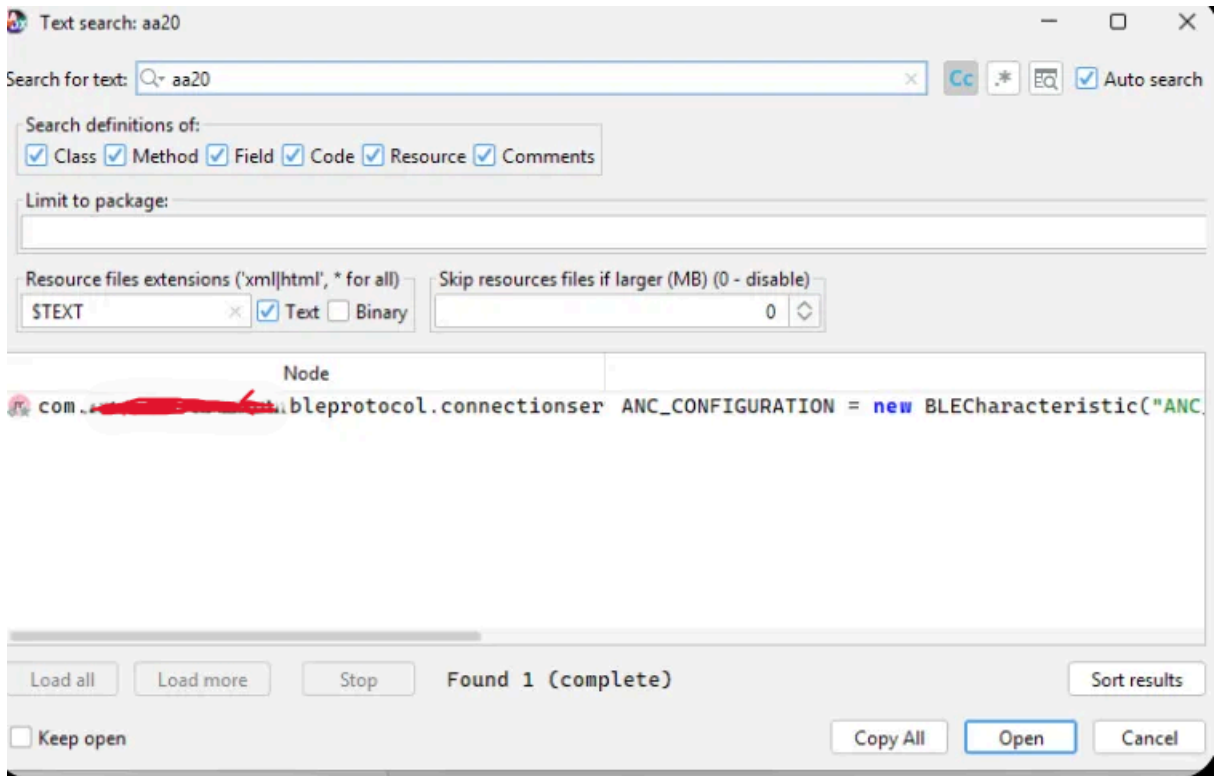 Text search: aa20
Search for text: aa20 Cc .* Auto search
Search definitions of:
Class Method Field Code Resource Comments
Limit to package:
Resource files extensions ('xml|html', * for all) Skip resources files if larger (MB) (0 - disable)
$TEXT Text Binary 0
Node
com. bleprotocol.connectionser ANC_CONFIGURATION = new BLECharacteristic("ANC_
Load all Load more Stop Found 1 (complete) Sort results
Keep open Copy All Open Cancel